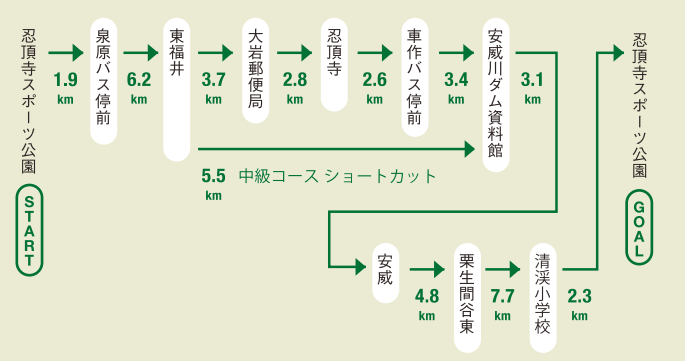 忍頂寺スポーツ公園
START
1.9
km
泉原バス停前
6.2
km
東福井
3.7
km
大岩郵便局
2.8
km
忍頂寺
2.6
km
車作バス停前
3.4
km
安威川ダム資料館
3.1
km
5.5
km
中級コース ショートカット
安威
4.8
km
栗生間谷東
7.7
km
清渓小学校
2.3
km
忍頂寺スポーツ公園
GOAL